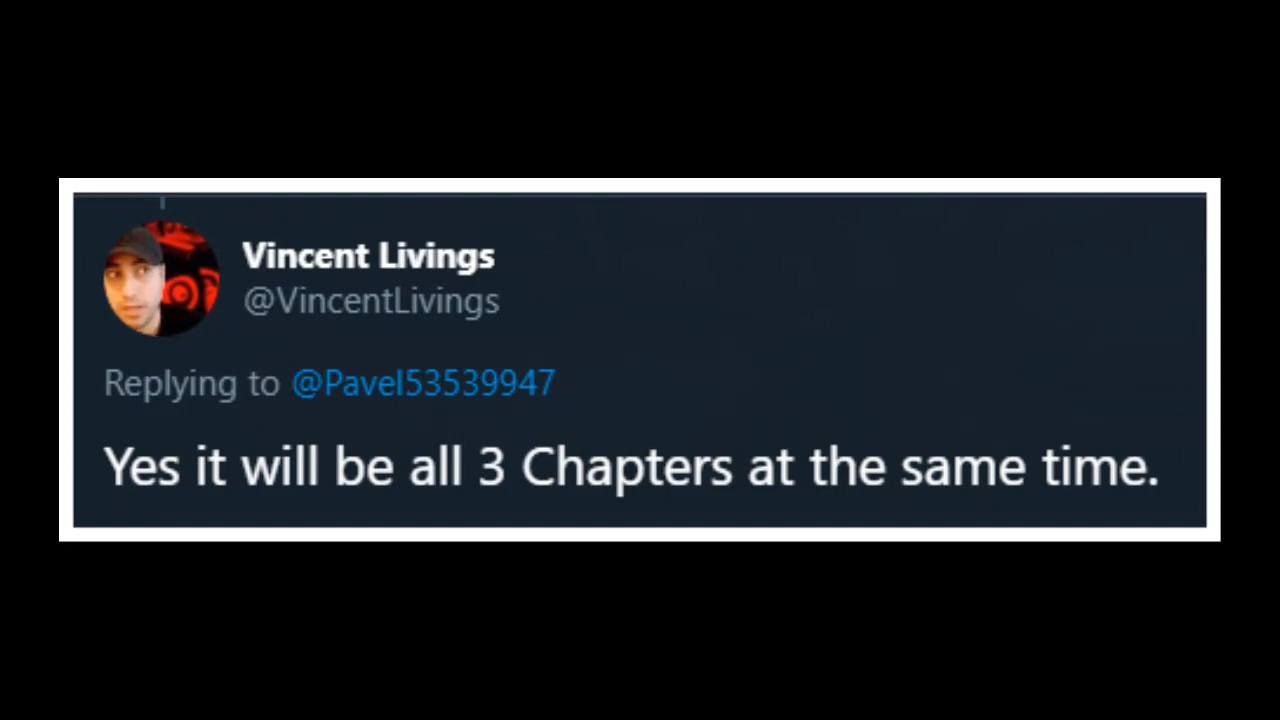 Vincent Livings
@VincentLivings
Replying to @Pavel53539947
Yes it will be all 3 Chapters at the same time.